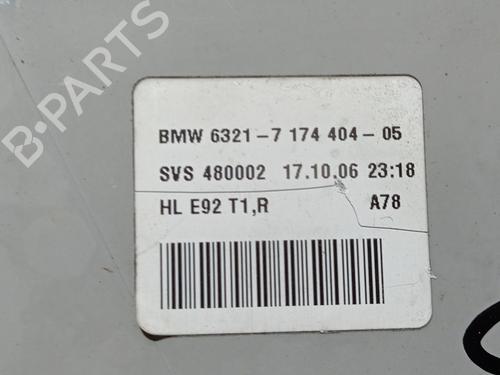 B-PARTS
BMW 6321-7 174 404-05
SVS 480002 17.10.06 23:18
HL E92 T1,R A78